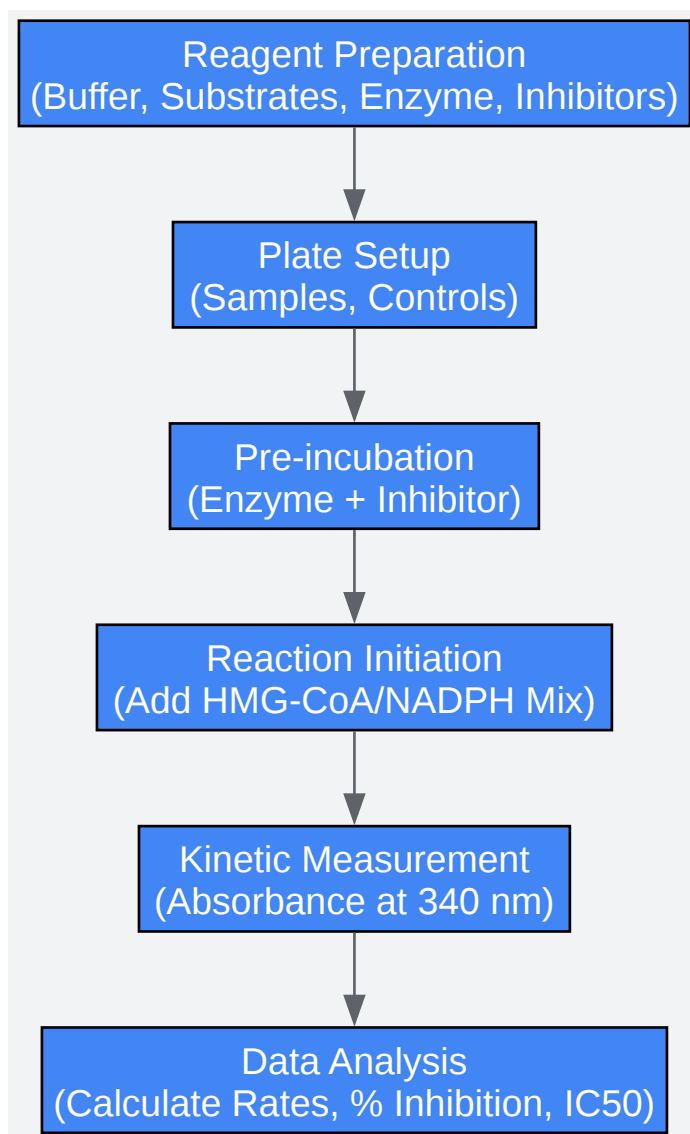 Reagent Preparation
(Buffer, Substrates, Enzyme, Inhibitors)
Plate Setup
(Samples, Controls)
Pre-incubation
(Enzyme + Inhibitor)
Reaction Initiation
(Add HMG-CoA/NADPH Mix)
Kinetic Measurement
(Absorbance at 340 nm)
Data Analysis
(Calculate Rates, % Inhibition, IC50)